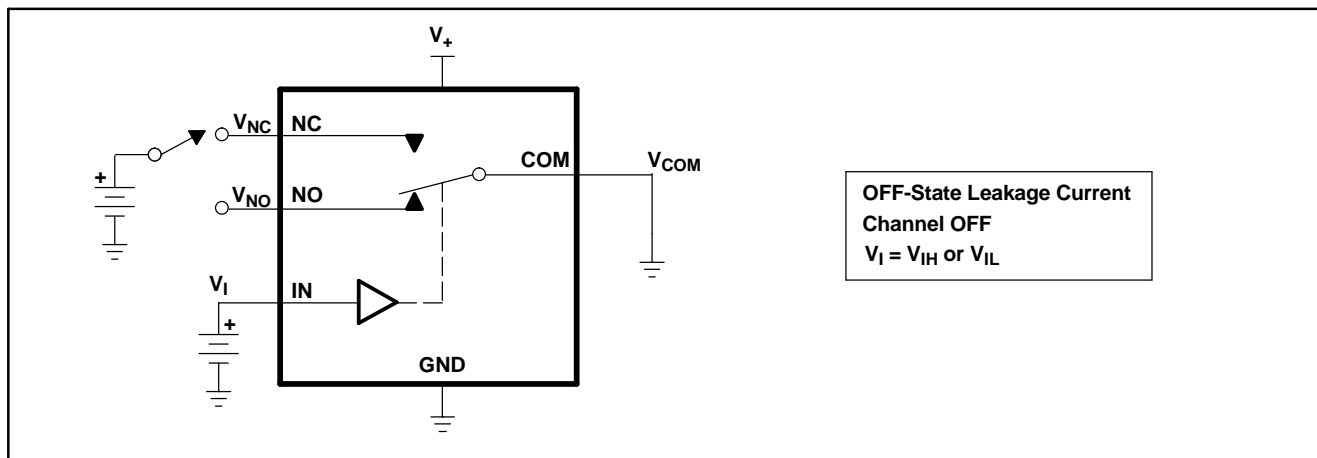 V+
VNC NC
+
COM VCOM
VNO NO
VI IN
+
GND
OFF-State Leakage Current
Channel OFF
VI = VIH or VIL